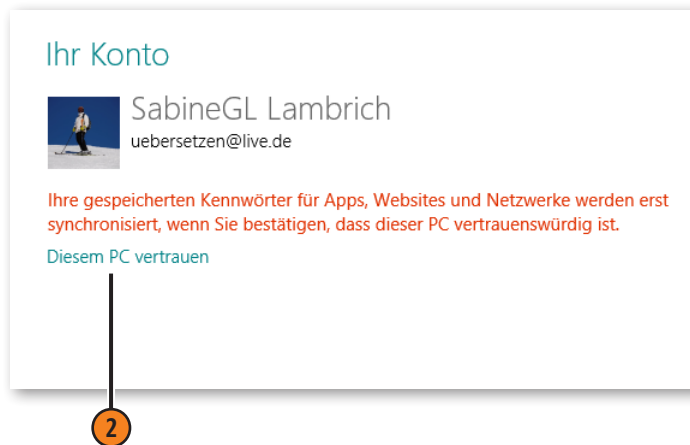 Ihr Konto
SabineGL Lambrich
uebersetzen@live.de
Ihre gespeicherten Kennwörter für Apps, Websites und Netzwerke werden erst
synchronisiert, wenn Sie bestätigen, dass dieser PC vertrauenswürdig ist.
Diesem PC vertrauen
2